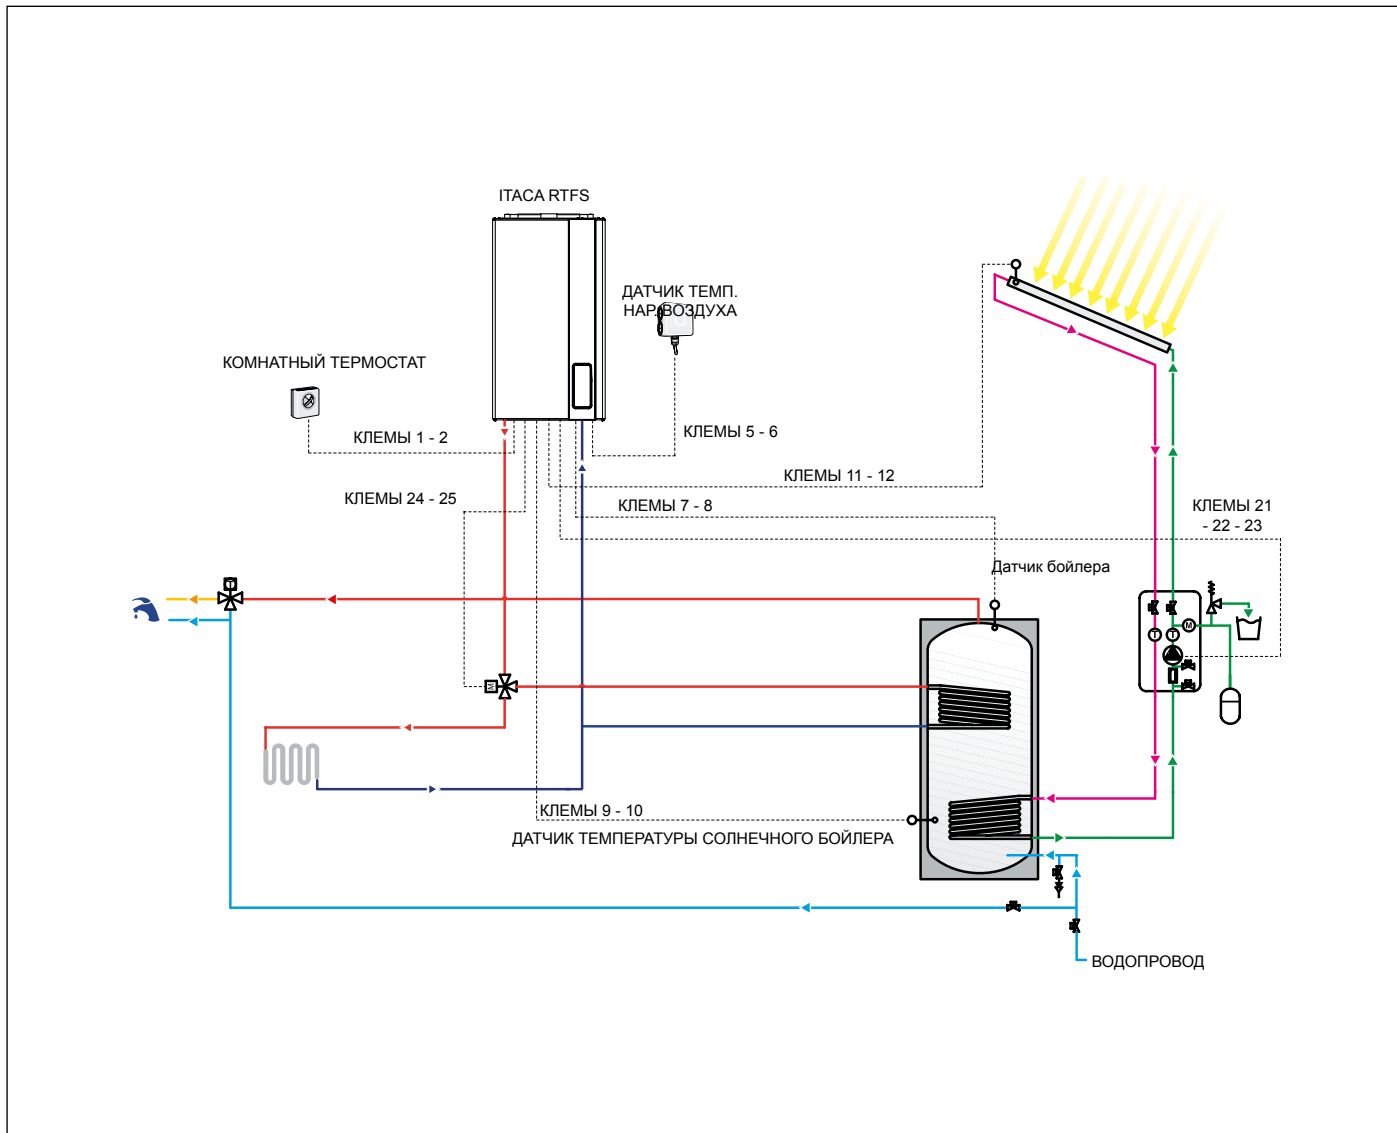 ITACA RTFS
ДАТЧИК ТЕМП.
НАР.ВОЗДУХА
КОМНАТНЫЙ ТЕРМОСТАТ
КЛЕМЫ 1 - 2
КЛЕМЫ 5 - 6
КЛЕМЫ 11 - 12
КЛЕМЫ 24 - 25
КЛЕМЫ 7 - 8
КЛЕМЫ 21
- 22 - 23
Датчик бойлера
T
M
T
T
M
КЛЕМЫ 9 - 10
ДАТЧИК ТЕМПЕРАТУРЫ СОЛНЕЧНОГО БОЙЛЕРА
ВОДОПРОВОД